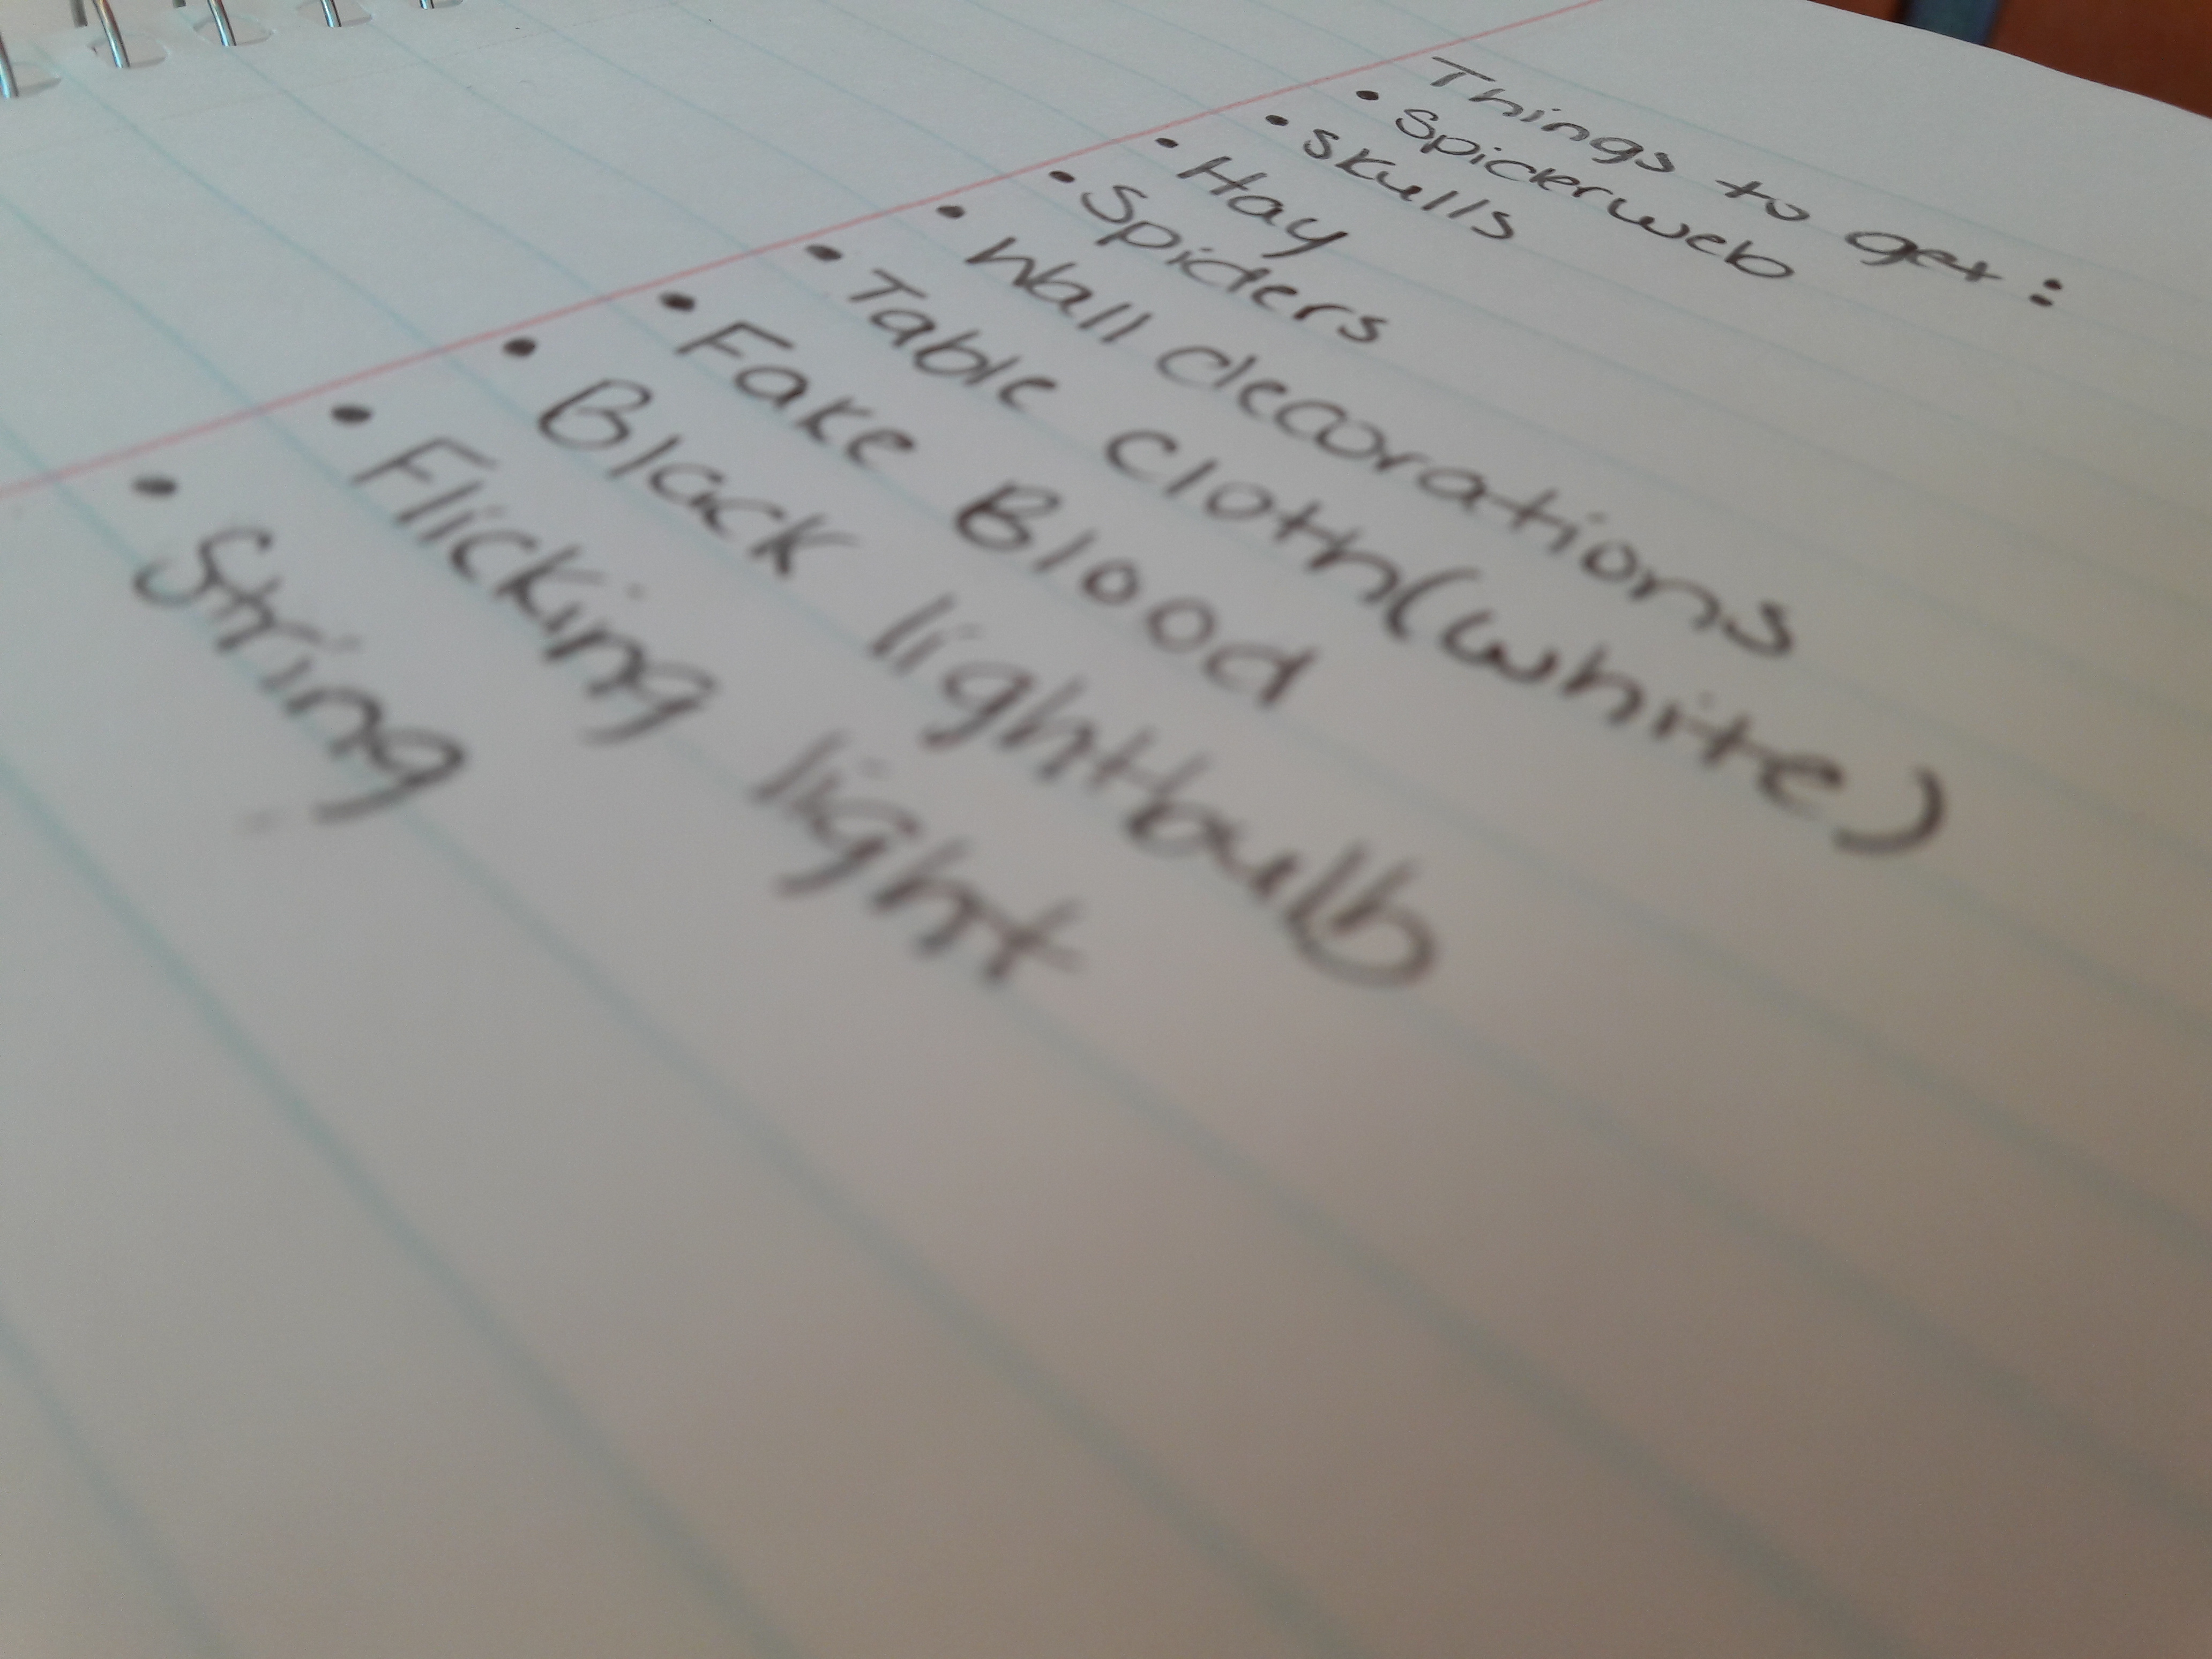 Things to get:
• Spiderweb
• Skulls
• Hay
• Spiders
• Wall decorations
• Table cloth(white)
• Fake Blood
• Black lightbulb
• Flicking light
• String